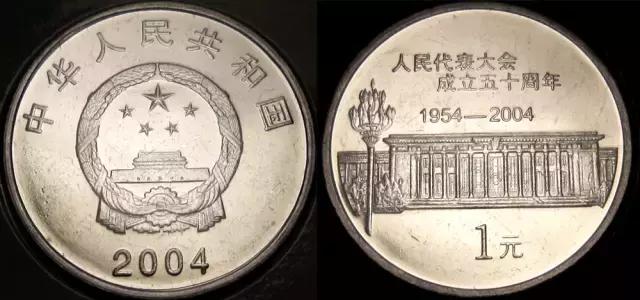 中华人民共和国
2004
人民代表大会
成立五十周年
1954—2004
1元